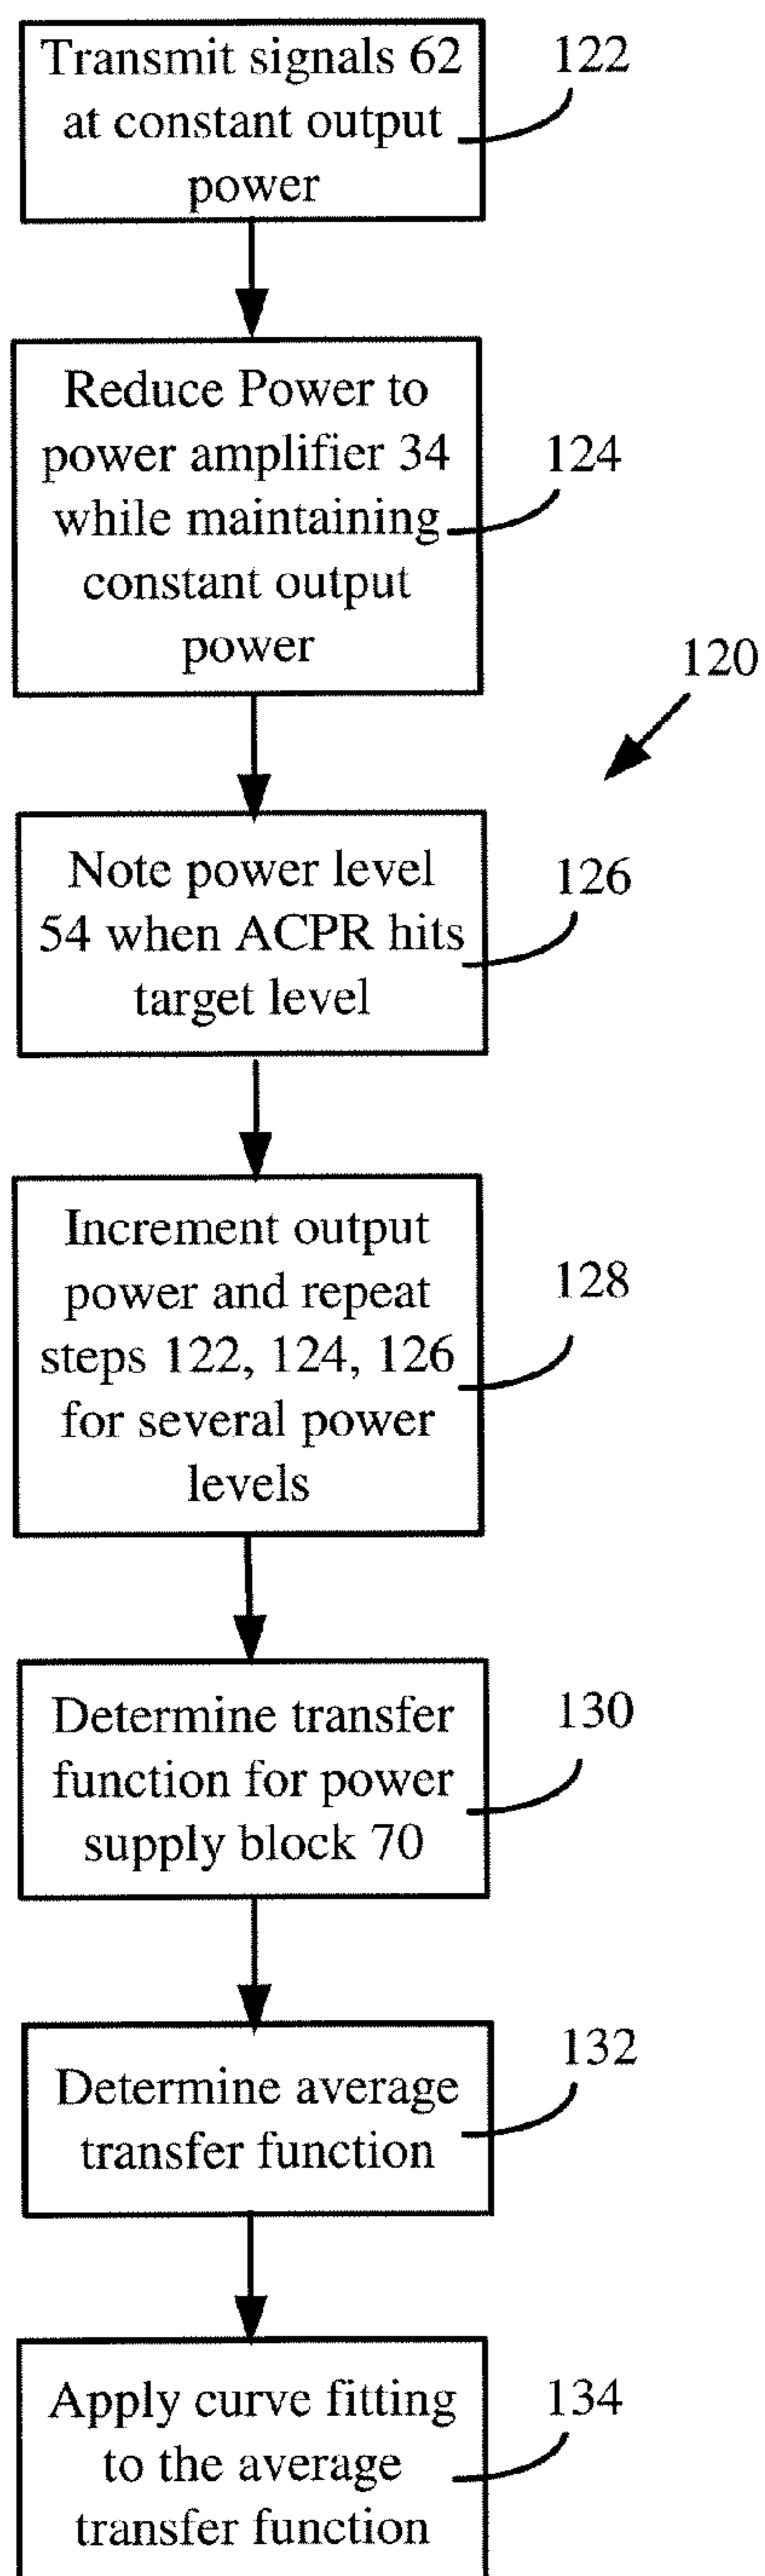 Transmit signals 62
at constant output
power
122
Reduce Power to
power amplifier 34
while maintaining
constant output
power
124
120
Note power level
54 when ACPR hits
target level
126
Increment output
power and repeat
steps 122, 124, 126
for several power
levels
128
Determine transfer
function for power
supply block 70
130
Determine average
transfer function
132
Apply curve fitting
to the average
transfer function
134